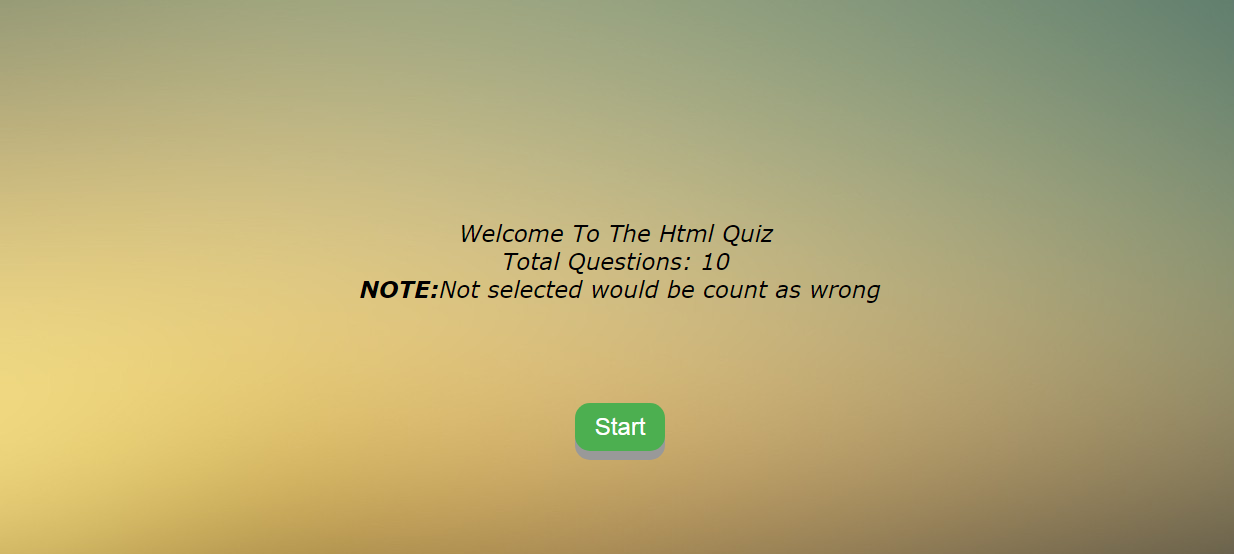 Welcome To The Html Quiz
Total Questions: 10
NOTE:Not selected would be count as wrong
Start